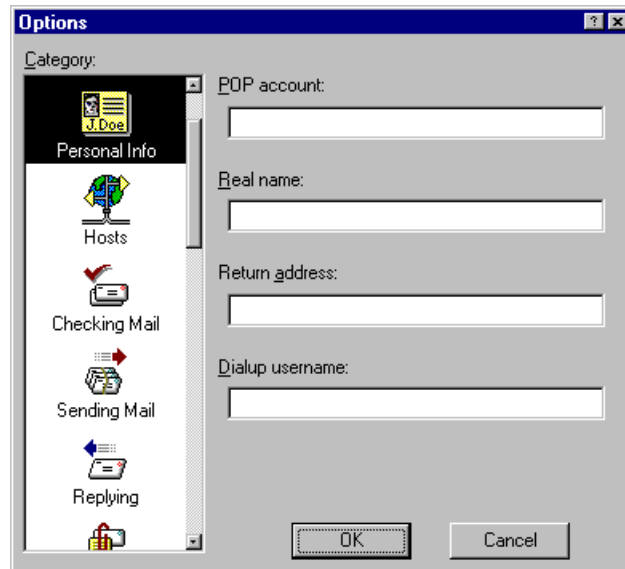 Options
Category:
J.Doe
Personal Info
Hosts
Checking Mail
Sending Mail
Replying
POP account:
Real name:
Return address:
Dialup username:
OK
Cancel